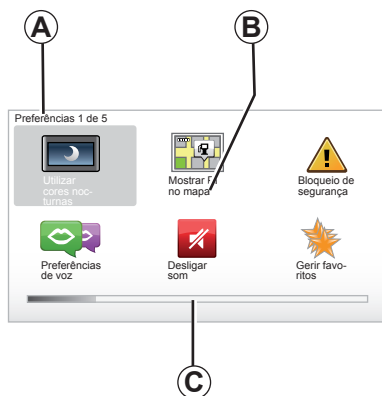 A
B
Preferências 1 de 5
Utilizar
cores noc-
turnas
Mostrar PI
no mapa
Bloqueio de
segurança
Preferências
de voz
Desligar
som
Gerir favo-
ritos
C